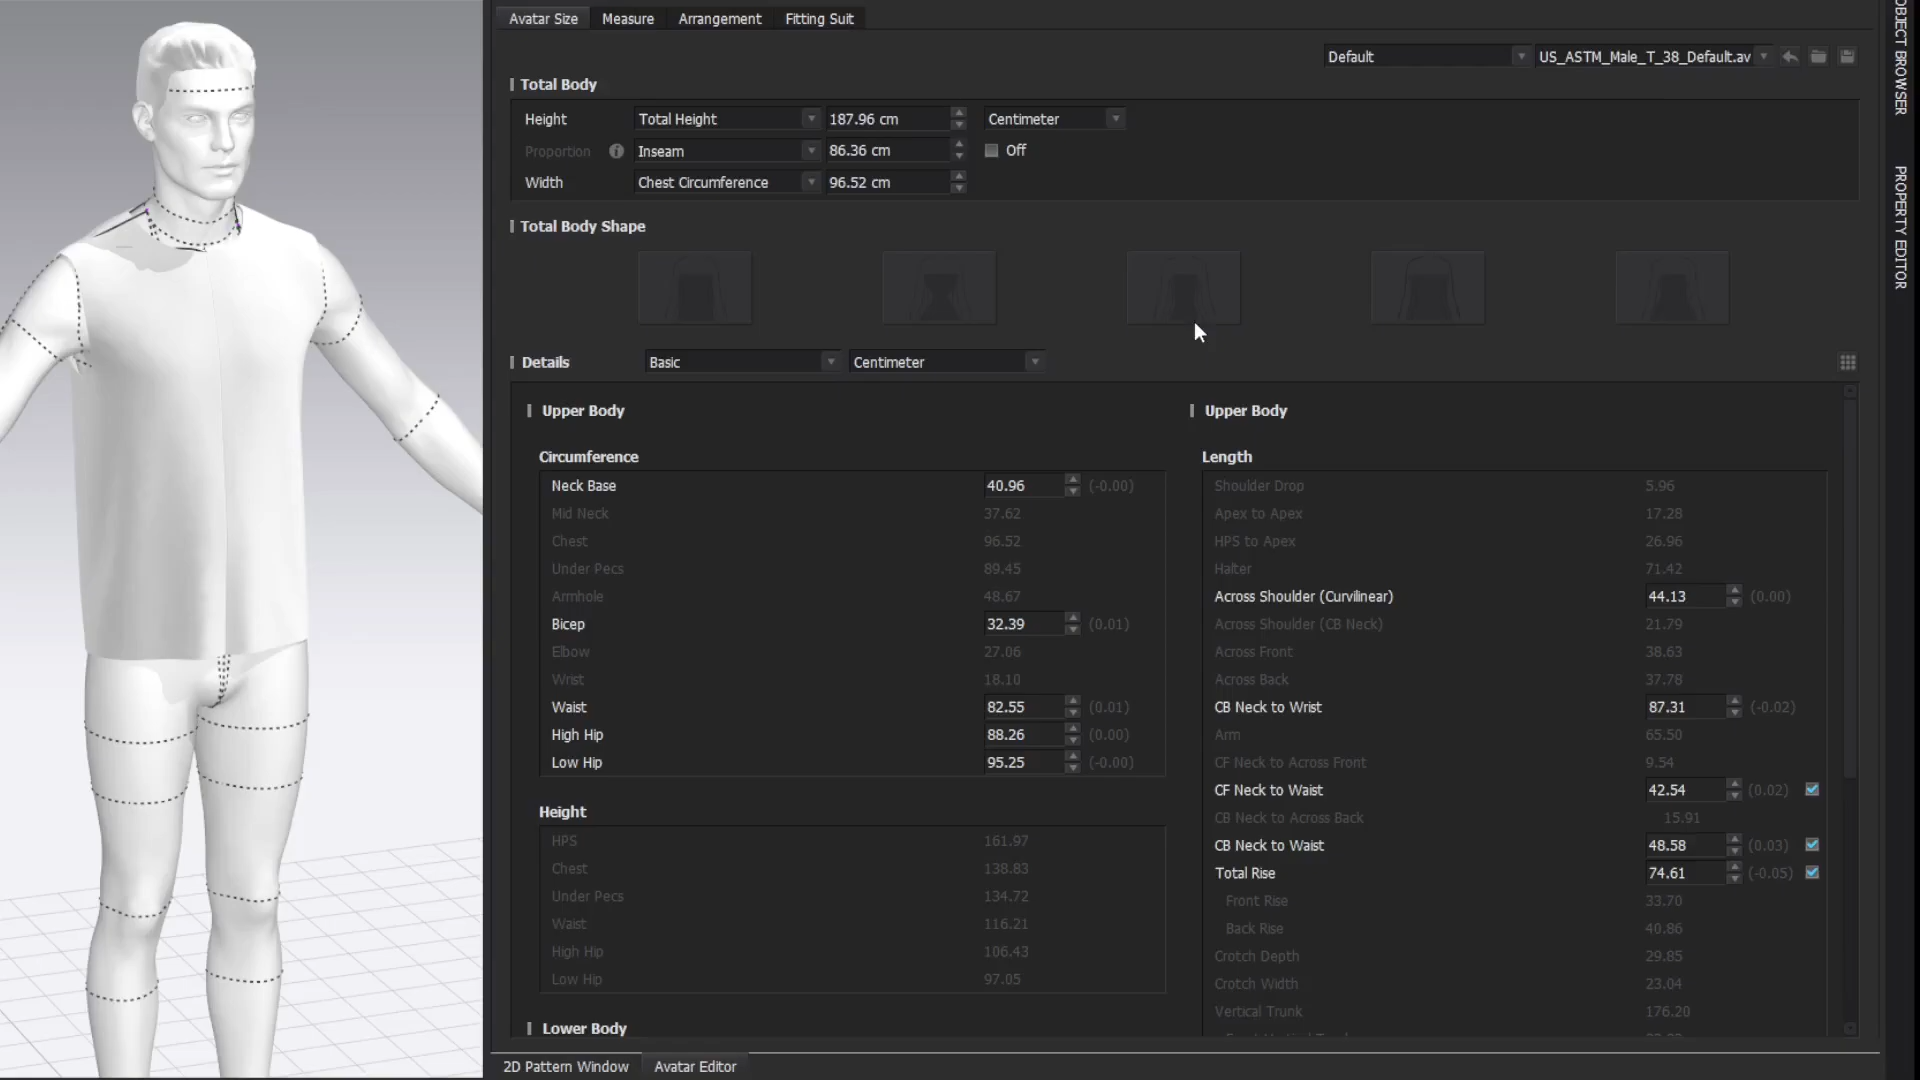 Avatar Size Measure Arrangement Fitting Suit
Default US_ASTM_Male_T_38_Default.av
Total Body
Height Total Height 187.96 cm Centimeter
Proportion Inseam 86.36 cm Off
Width Chest Circumference 96.52 cm
Total Body Shape
Details Basic Centimeter
Upper Body
Circumference
Neck Base 40.96 (-0.00)
Mid Neck 37.62
Chest 96.52
Under Pecs 89.45
Armhole 48.67
Bicep 32.39 (0.01)
Elbow 27.06
Wrist 18.10
Waist 82.55 (0.01)
High Hip 88.26 (0.00)
Low Hip 95.25 (-0.00)
Height
HPS 161.97
Chest 138.83
Under Pecs 134.72
Waist 116.21
High Hip 106.43
Low Hip 97.05
Lower Body
Upper Body
Length
Shoulder Drop 5.96
Apex to Apex 17.28
HPS to Apex 26.96
Halter 71.42
Across Shoulder (Curvilinear) 44.13 (0.00)
Across Shoulder (CB Neck) 21.79
Across Front 38.63
Across Back 37.78
CB Neck to Wrist 87.31 (-0.02)
Arm 65.50
CF Neck to Across Front 9.54
CF Neck to Waist 42.54 (0.02)
CB Neck to Across Back 15.91
CB Neck to Waist 48.58 (0.03)
Total Rise 74.61 (-0.05)
Front Rise 33.70
Back Rise 40.86
Crotch Depth 29.85
Crotch Width 23.04
Vertical Trunk 176.20
2D Pattern Window Avatar Editor
OBJECT BROWSER
PROPERTY EDITOR